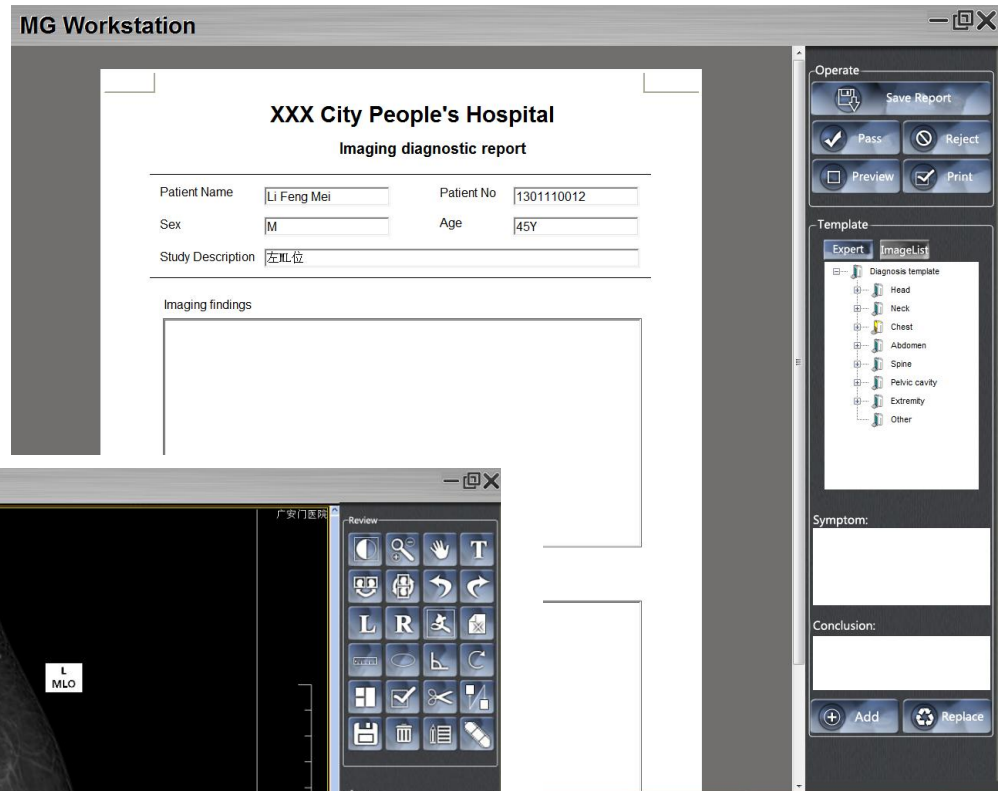 MG Workstation
XXX City People's Hospital
Imaging diagnostic report
Patient Name Li Feng Mei Patient No 1301110012
Sex M Age 45Y
Study Description 左ML位
Imaging findings
Operate
Save Report
Pass Reject
Preview Print
Template
Expert ImageList
Diagnosis template
Head
Neck
Chest
Abdomen
Spine
Pelvic cavity
Extremity
Other
Symptom:
Conclusion:
Add Replace
广安门医院
Review
T
L R
L
MLO